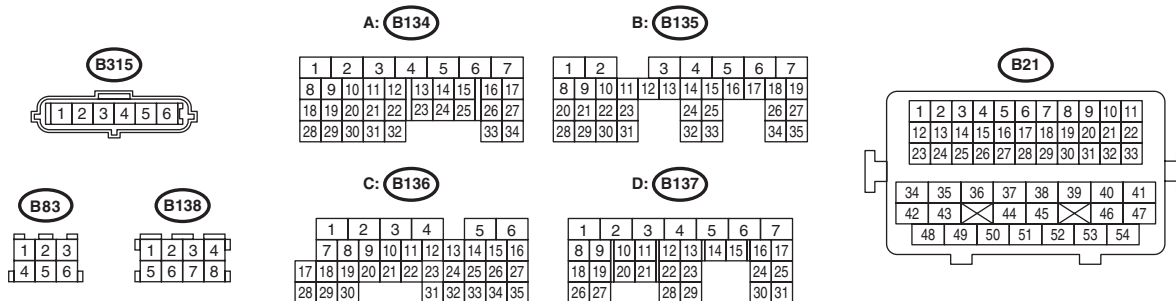 A: B134
B: B135
B315
B21
1 2 3 4 5 6
1 2 3 4 5 6 7
8 9 10 11 12 13 14 15 16 17
18 19 20 21 22 23 24 25 26 27
28 29 30 31 32 33 34
1 2 3 4 5 6 7
8 9 10 11 12 13 14 15 16 17 18 19
20 21 22 23 24 25 26 27
28 29 30 31 32 33 34 35
1 2 3 4 5 6 7 8 9 10 11
12 13 14 15 16 17 18 19 20 21 22
23 24 25 26 27 28 29 30 31 32 33
34 35 36 37 38 39 40 41
42 43 44 45 46 47
48 49 50 51 52 53 54
C: B136
D: B137
B83
B138
1 2 3
4 5 6
1 2 3 4
5 6 7 8
1 2 3 4 5 6
7 8 9 10 11 12 13 14 15 16
17 18 19 20 21 22 23 24 25 26 27
28 29 30 31 32 33 34 35
1 2 3 4 5 6 7
8 9 10 11 12 13 14 15 16 17
18 19 20 21 22 23 24 25
26 27 28 29 30 31